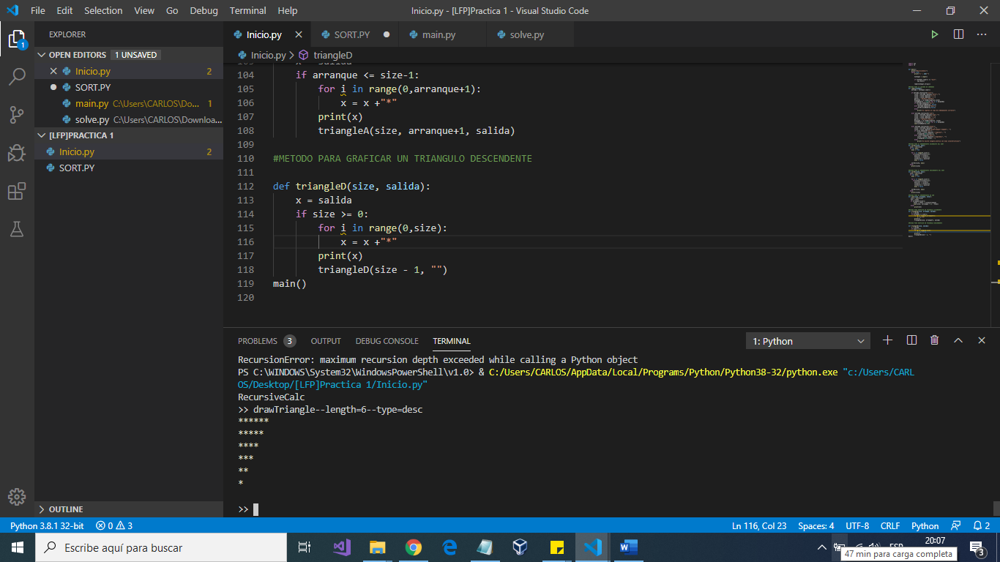 File Edit Selection View Go Debug Terminal Help
Inicio.py - [LFP]Practica 1 - Visual Studio Code
EXPLORER
OPEN EDITORS 1 UNSAVED
Inicio.py 2
SORT.PY
main.py C:\Users\CARLOS\Do... 1
solve.py C:\Users\CARLOS\Downloa...
[LFP]PRACTICA 1
Inicio.py 2
SORT.PY
OUTLINE
1
Inicio.py SORT.PY main.py solve.py
Inicio.py > triangleD
104 if arranque <= size-1:
105 for i in range(0,arranque+1):
106 x = x +"*"
107 print(x)
108 triangleA(size, arranque+1, salida)
109
110 #METODO PARA GRAFICAR UN TRIANGULO DESCENDENTE
111
112 def triangleD(size, salida):
113 x = salida
114 if size >= 0:
115 for i in range(0,size):
116 x = x +"*"
117 print(x)
118 triangleD(size - 1, "")
119 main()
120
PROBLEMS 3 OUTPUT DEBUG CONSOLE TERMINAL
1: Python
RecursionError: maximum recursion depth exceeded while calling a Python object
PS C:\WINDOWS\System32\WindowsPowerShell\v1.0> & C:/Users/CARLOS/AppData/Local/Programs/Python/Python38-32/python.exe "c:/Users/CARL
OS/Desktop/[LFP]Practica 1/Inicio.py"
RecursiveCalc
>> drawTriangle--length=6--type=desc
******
*****
****
***
**
*
>>
Python 3.8.1 32-bit 0 3
Ln 116, Col 23 Spaces: 4 UTF-8 CRLF Python 2
Escribe aquí para buscar
20:07
47 min para carga completa
3